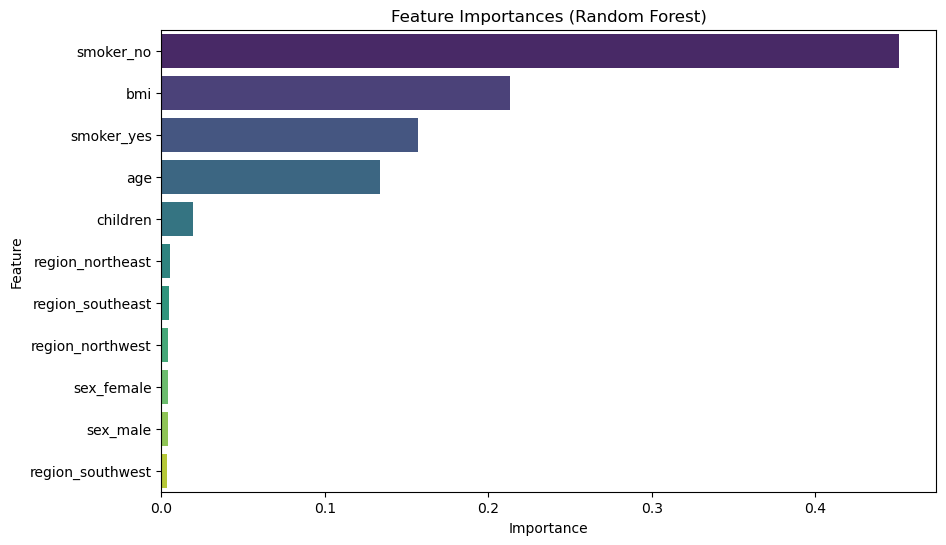 Feature Importances (Random Forest)
smoker_no
bmi
smoker_yes
age
children
region_northeast
region_southeast
region_northwest
sex_female
sex_male
region_southwest
Feature
0.0 0.1 0.2 0.3 0.4
Importance